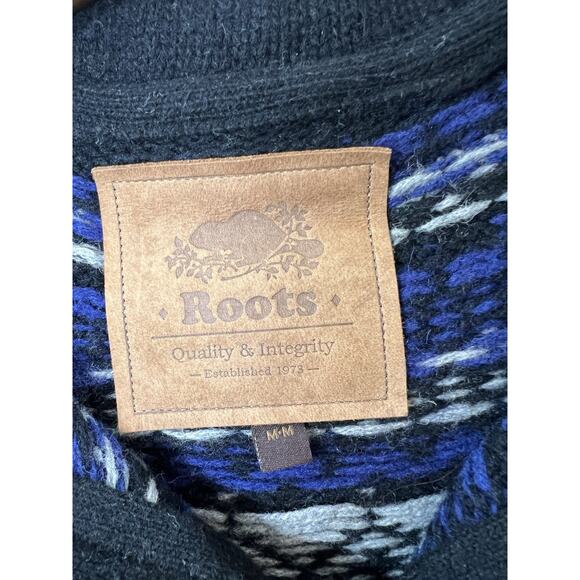 Roots
Quality & Integrity
— Established 1973 —
M·M